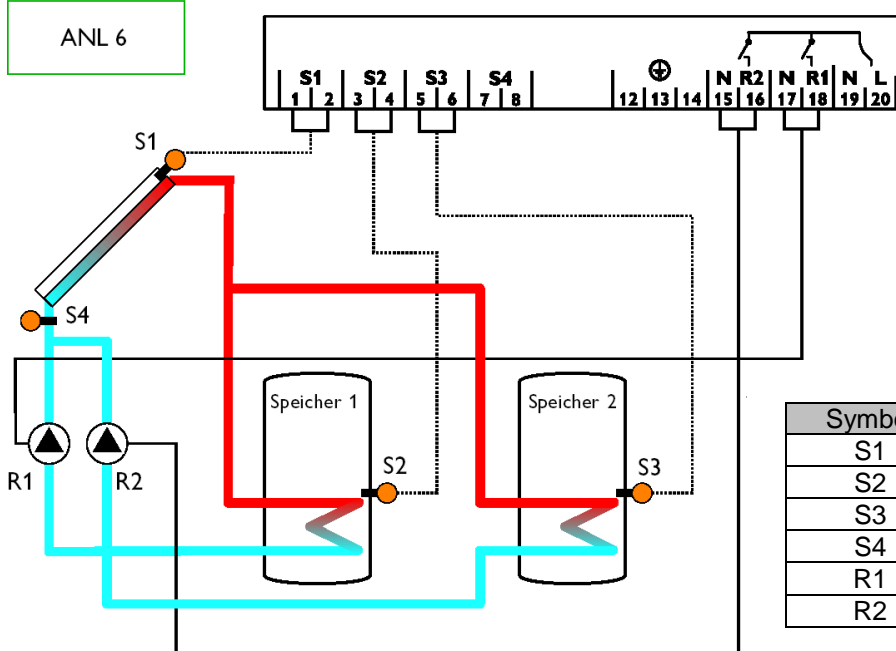 ANL 6
S1 S2 S3 S4 N R2 N R1 N L
1 2 3 4 5 6 7 8 12 13 14 15 16 17 18 19 20
S1
S4
Speicher 1
Speicher 2
S2
S3
R1
R2
Symbo
S1
S2
S3
S4
R1
R2